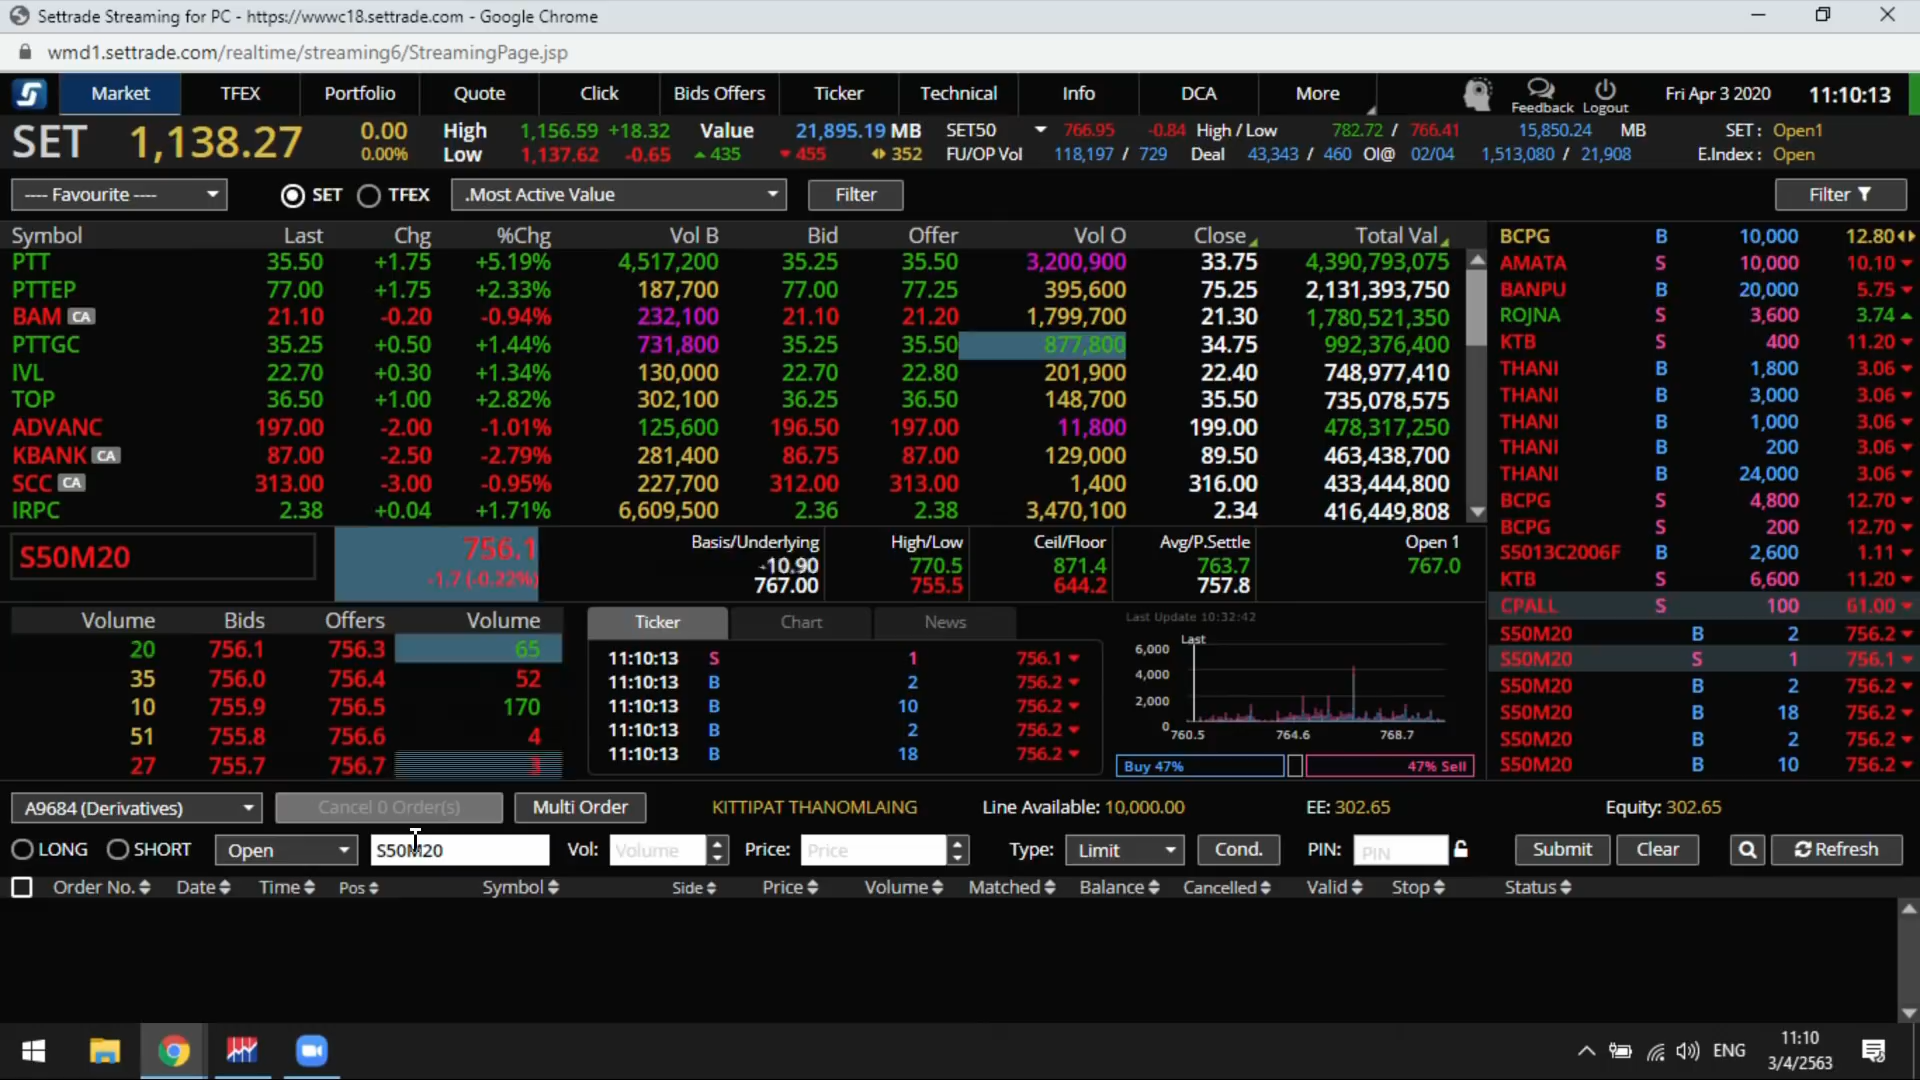 Settrade Streaming for PC - https://wwwc18.settrade.com - Google Chrome
wmd1.settrade.com/realtime/streaming6/StreamingPage.jsp
Market TFEX Portfolio Quote Click Bids Offers Ticker Technical Info DCA More Feedback Logout Fri Apr 3 2020 11:10:13
SET 1,138.27 0.00 High 1,156.59 +18.32 Value 21,895.19 MB SET50 766.95 -0.84 High / Low 782.72 / 766.41 15,850.24 MB SET : Open1
0.00% Low 1,137.62 -0.65 435 455 352 FU/OP Vol 118,197 / 729 Deal 43,343 / 460 OI@ 02/04 1,513,080 / 21,908 E.Index : Open
---- Favourite ---- SET TFEX .Most Active Value Filter Filter
Symbol Last Chg %Chg Vol B Bid Offer Vol O Close Total Val
PTT 35.50 +1.75 +5.19% 4,517,200 35.25 35.50 3,200,900 33.75 4,390,793,075
PTTEP 77.00 +1.75 +2.33% 187,700 77.00 77.25 395,600 75.25 2,131,393,750
BAM CA 21.10 -0.20 -0.94% 232,100 21.10 21.20 1,799,700 21.30 1,780,521,350
PTTGC 35.25 +0.50 +1.44% 731,800 35.25 35.50 877,800 34.75 992,376,400
IVL 22.70 +0.30 +1.34% 130,000 22.70 22.80 201,900 22.40 748,977,410
TOP 36.50 +1.00 +2.82% 302,100 36.25 36.50 148,700 35.50 735,078,575
ADVANC 197.00 -2.00 -1.01% 125,600 196.50 197.00 11,800 199.00 478,317,250
KBANK CA 87.00 -2.50 -2.79% 281,400 86.75 87.00 129,000 89.50 463,438,700
SCC CA 313.00 -3.00 -0.95% 227,700 312.00 313.00 1,400 316.00 433,444,800
IRPC 2.38 +0.04 +1.71% 6,609,500 2.36 2.38 3,470,100 2.34 416,449,808
BCPG B 10,000 12.80
AMATA S 10,000 10.10
BANPU B 20,000 5.75
ROJNA S 3,600 3.74
KTB S 400 11.20
THANI B 1,800 3.06
THANI B 3,000 3.06
THANI B 1,000 3.06
THANI B 200 3.06
THANI B 24,000 3.06
BCPG S 4,800 12.70
BCPG S 200 12.70
S5013C2006F B 2,600 1.11
KTB S 6,600 11.20
CPALL S 100 61.00
S50M20 B 2 756.2
S50M20 S 1 756.1
S50M20 B 2 756.2
S50M20 B 18 756.2
S50M20 B 2 756.2
S50M20 B 10 756.2
S50M20 756.1 Basis/Underlying High/Low Ceil/Floor Avg/P.Settle Open 1
-1.7 (-0.22%) -10.90 770.5 871.4 763.7 767.0
767.00 755.5 644.2 757.8
Volume Bids Offers Volume
20 756.1 756.3 65
35 756.0 756.4 52
10 755.9 756.5 170
51 755.8 756.6 4
27 755.7 756.7 3
Ticker Chart News
11:10:13 S 1 756.1
11:10:13 B 2 756.2
11:10:13 B 10 756.2
11:10:13 B 2 756.2
11:10:13 B 18 756.2
Last Update 10:32:42
Last
6,000
4,000
2,000
0
760.5 764.6 768.7
Buy 47% 47% Sell
A9684 (Derivatives) Cancel 0 Order(s) Multi Order KITTIPAT THANOMLAING Line Available: 10,000.00 EE: 302.65 Equity: 302.65
LONG SHORT Open S50M20 Vol: Volume Price: Price Type: Limit Cond. PIN: PIN Submit Clear Refresh
Order No. Date Time Pos Symbol Side Price Volume Matched Balance Cancelled Valid Stop Status
ENG 11:10
3/4/2563